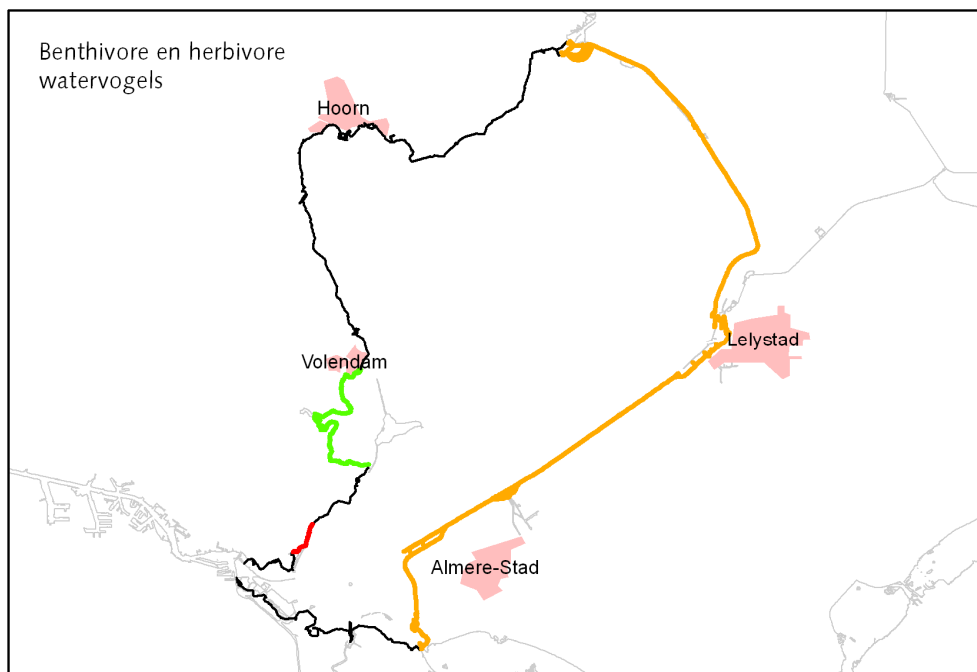 Benthivore en herbivore
watervogels
Hoorn
Volendam
Lelystad
Almere-Stad